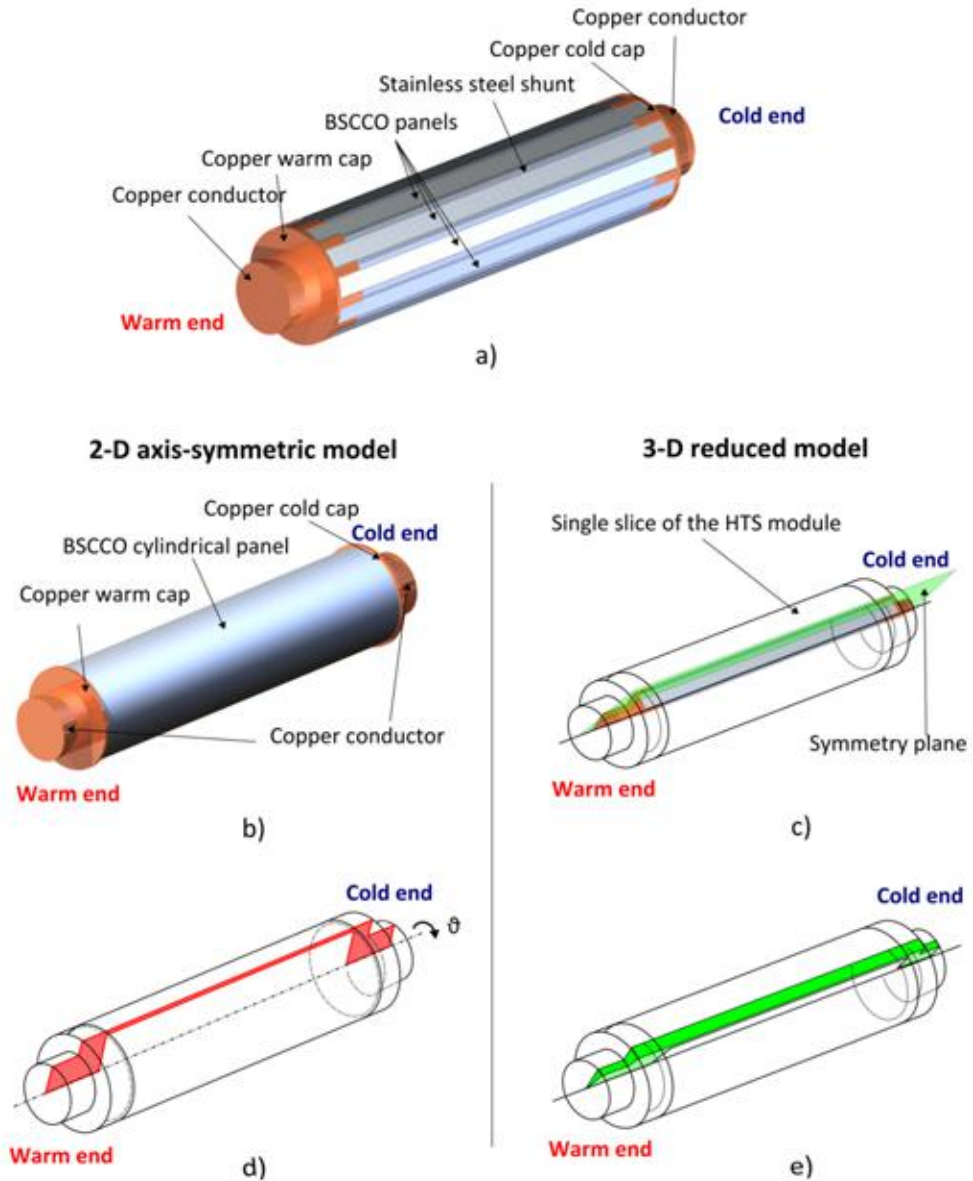 Copper conductor
Copper cold cap
Stainless steel shunt
Cold end
BSCCO panels
Copper warm cap
Copper conductor
Warm end
a)
2-D axis-symmetric model
Copper cold cap
Cold end
BSCCO cylindrical panel
Copper warm cap
Copper conductor
Warm end
b)
3-D reduced model
Single slice of the HTS module
Cold end
Symmetry plane
Warm end
c)
Cold end
ϑ
Warm end
d)
Cold end
Warm end
e)